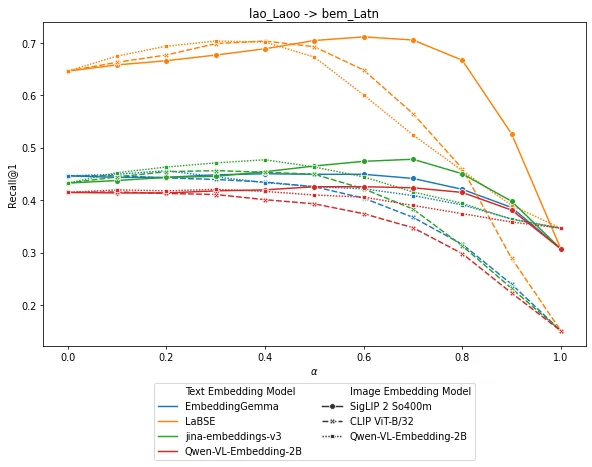 lao_Laoo -> bem_Latn
0.7
0.6
0.5
0.4
0.3
0.2
Recall@1
0.0 0.2 0.4 0.6 0.8 1.0
α
Text Embedding Model Image Embedding Model
EmbeddingGemma SigLIP 2 So400m
LaBSE CLIP ViT-B/32
jina-embeddings-v3 Qwen-VL-Embedding-2B
Qwen-VL-Embedding-2B